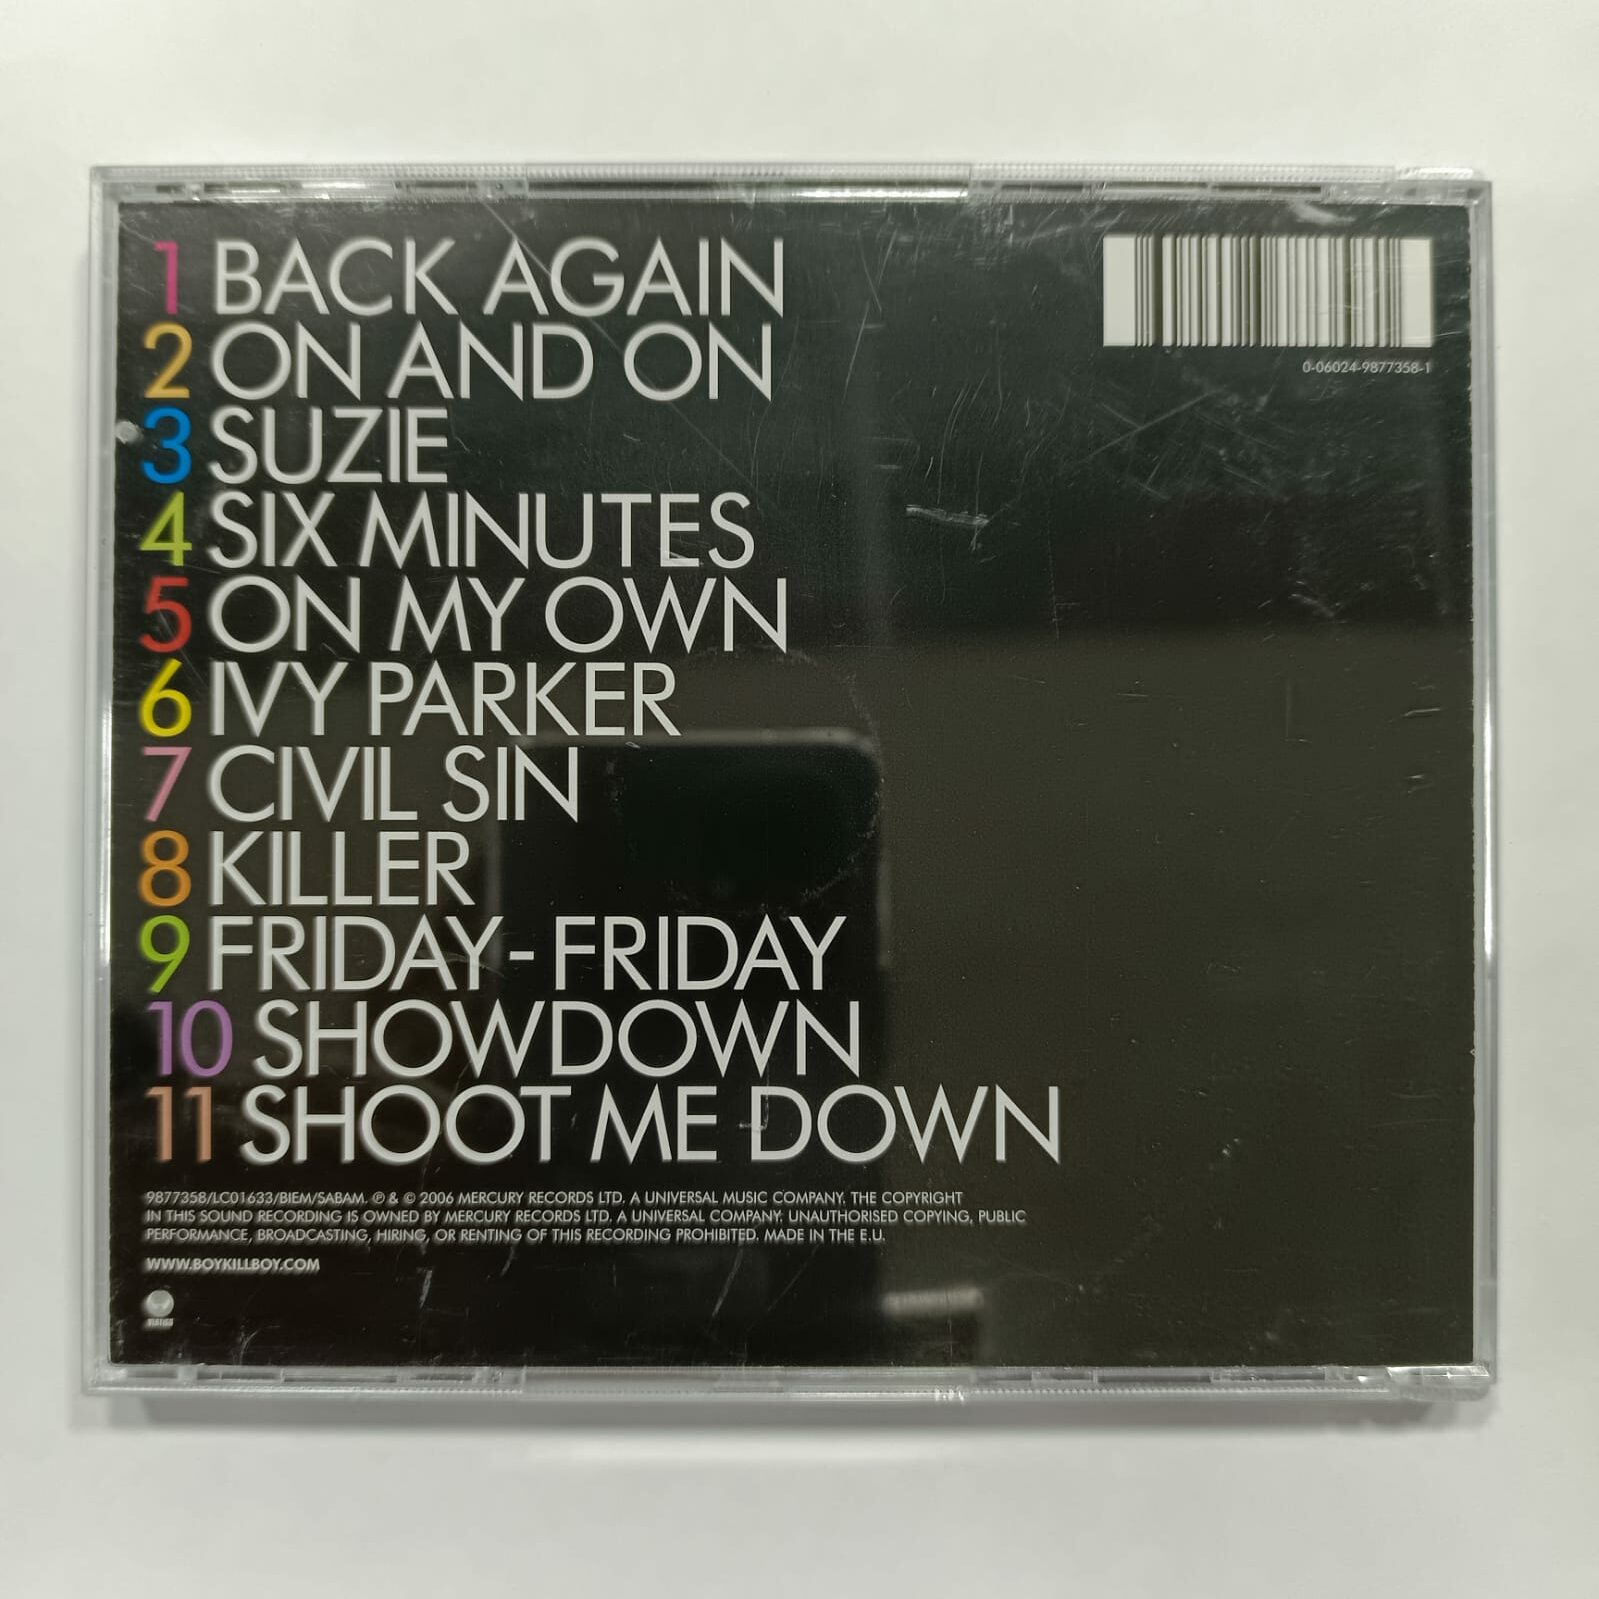 1 BACK AGAIN
2 ON AND ON
3 SUZIE
4 SIX MINUTES
5 ON MY OWN
6 IVY PARKER
7 CIVIL SIN
8 KILLER
9 FRIDAY-FRIDAY
10 SHOWDOWN
11 SHOOT ME DOWN
0-06024-9877358-1
9877358/LC01633/BIEM/SABAM. ℗ & © 2006 MERCURY RECORDS LTD. A UNIVERSAL MUSIC COMPANY. THE COPYRIGHT
IN THIS SOUND RECORDING IS OWNED BY MERCURY RECORDS LTD. A UNIVERSAL COMPANY. UNAUTHORISED COPYING, PUBLIC
PERFORMANCE, BROADCASTING, HIRING, OR RENTING OF THIS RECORDING PROHIBITED. MADE IN THE E.U.
WWW.BOYKILLBOY.COM